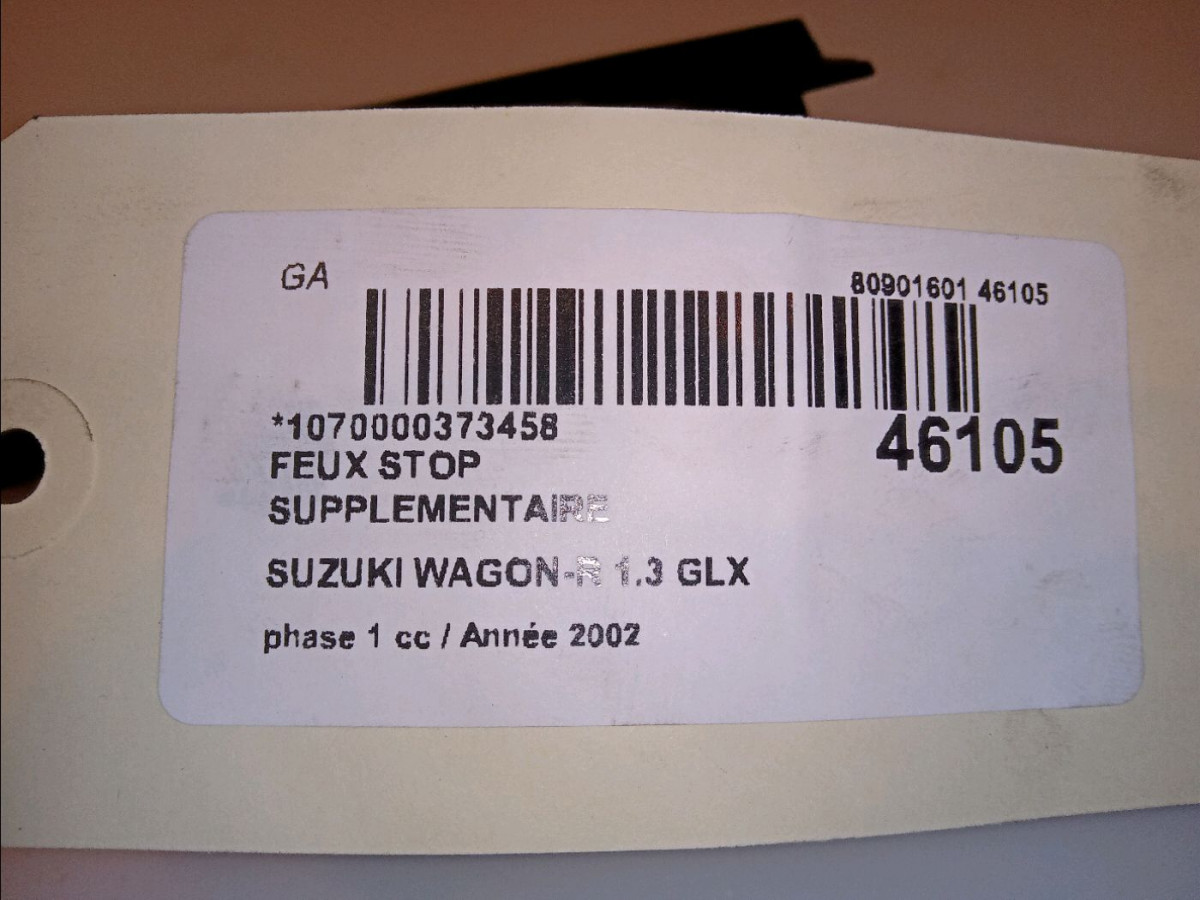 GA
80901601 46105
*1070000373458
46105
FEUX STOP
SUPPLEMENTAIRE
SUZUKI WAGON-R 1.3 GLX
phase 1 cc / Année 2002